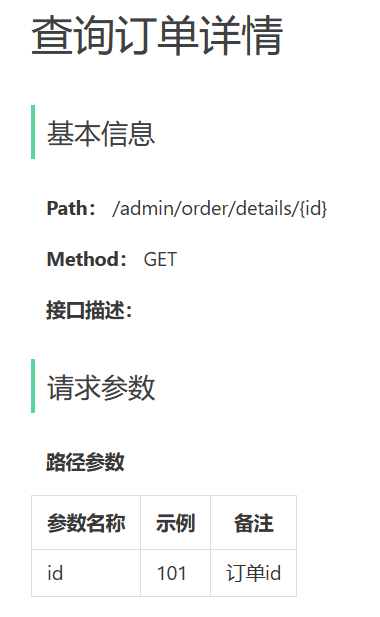 查询订单详情
基本信息
Path： /admin/order/details/{id}
Method： GET
接口描述：
请求参数
路径参数
参数名称 示例 备注
id 101 订单id